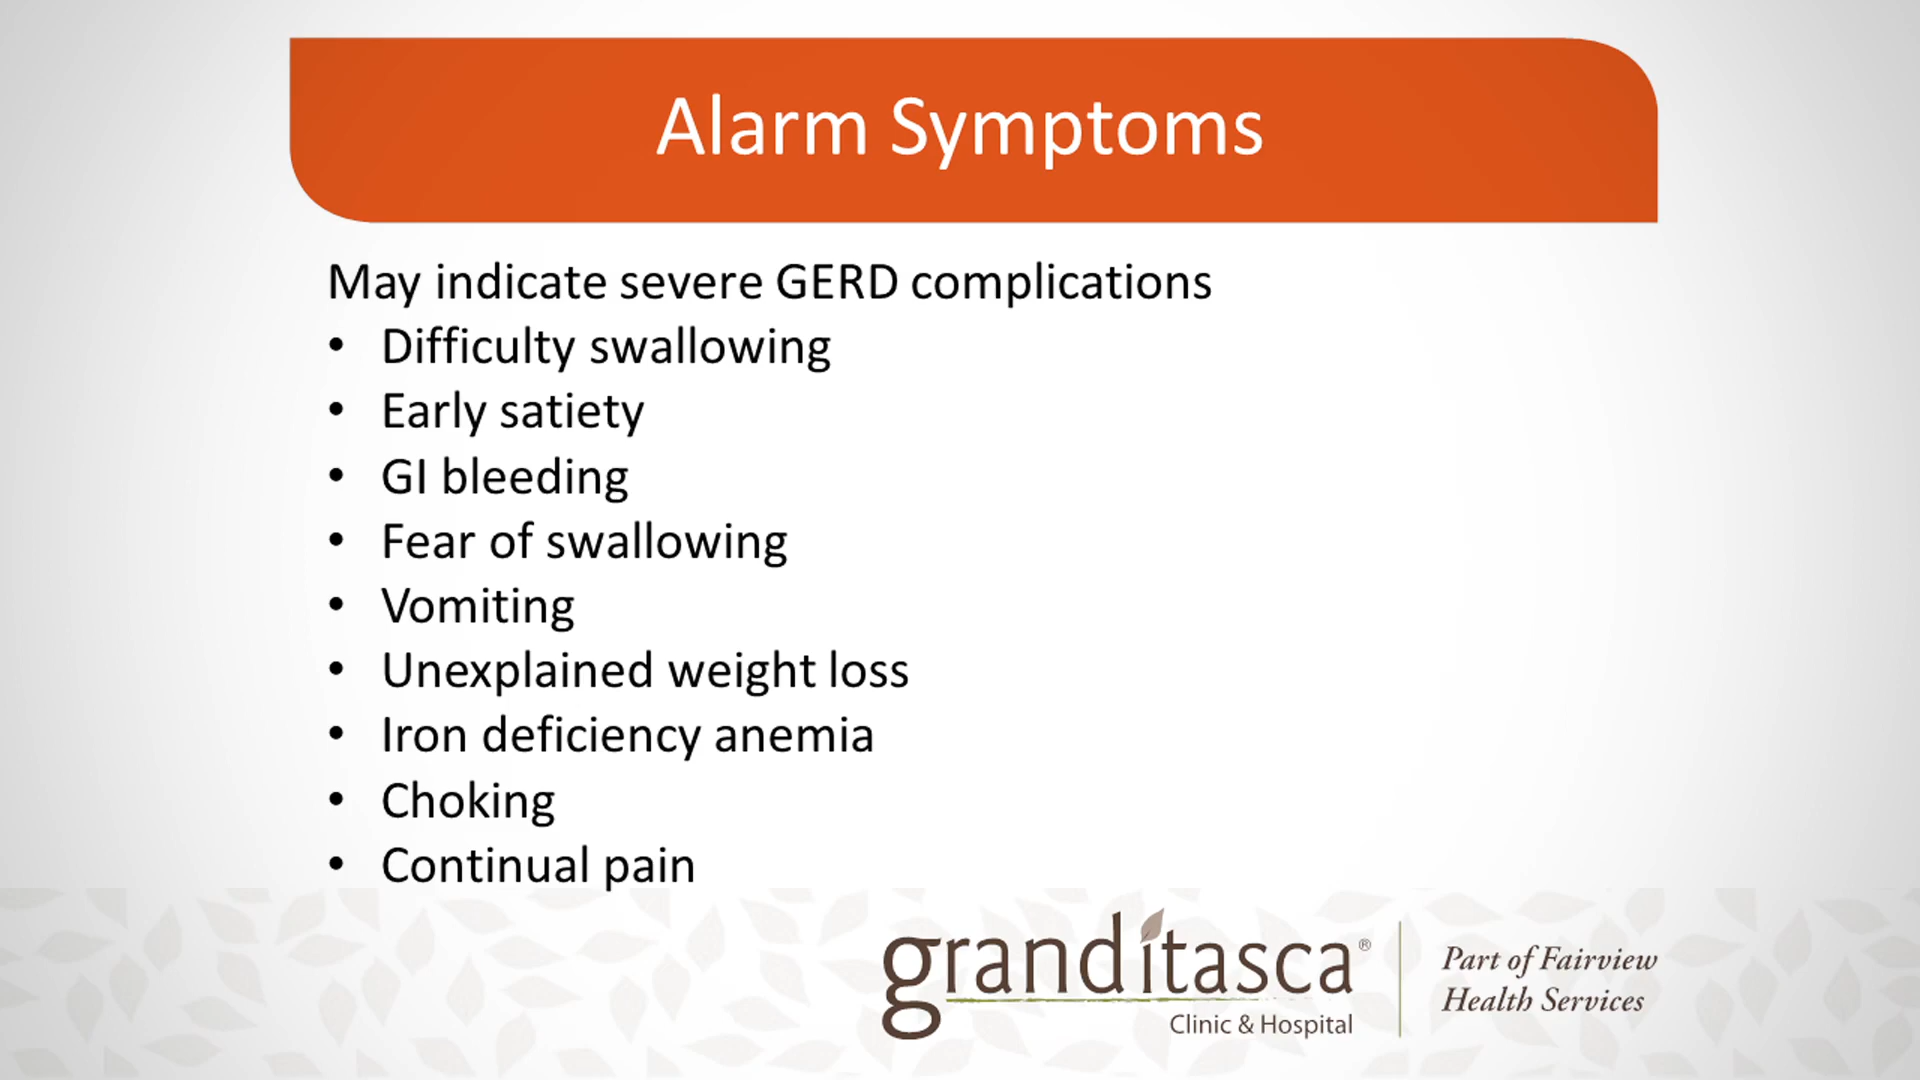 Alarm Symptoms
May indicate severe GERD complications
• Difficulty swallowing
• Early satiety
• GI bleeding
• Fear of swallowing
• Vomiting
• Unexplained weight loss
• Iron deficiency anemia
• Choking
• Continual pain
granditasca®
Clinic & Hospital
Part of Fairview
Health Services